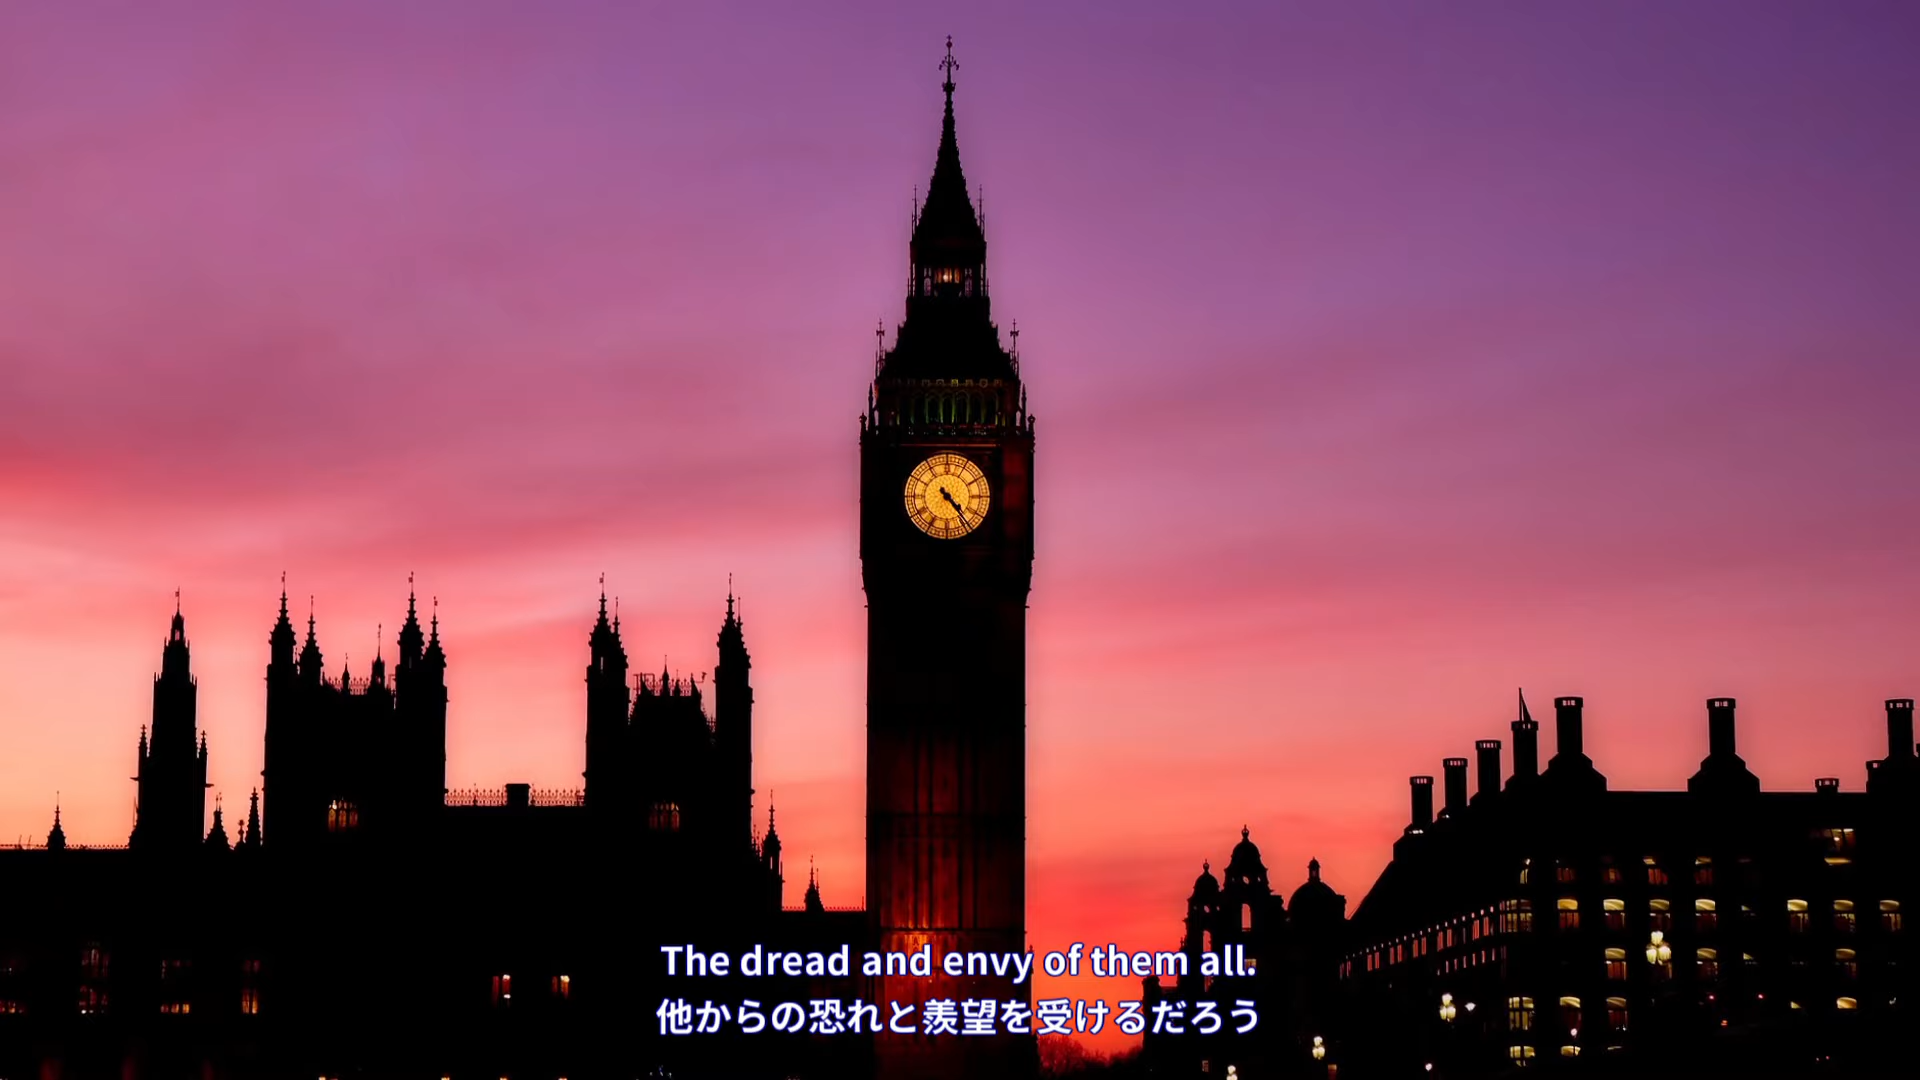 The dread and envy of them all.
他からの恐れと羨望を受けるだろう